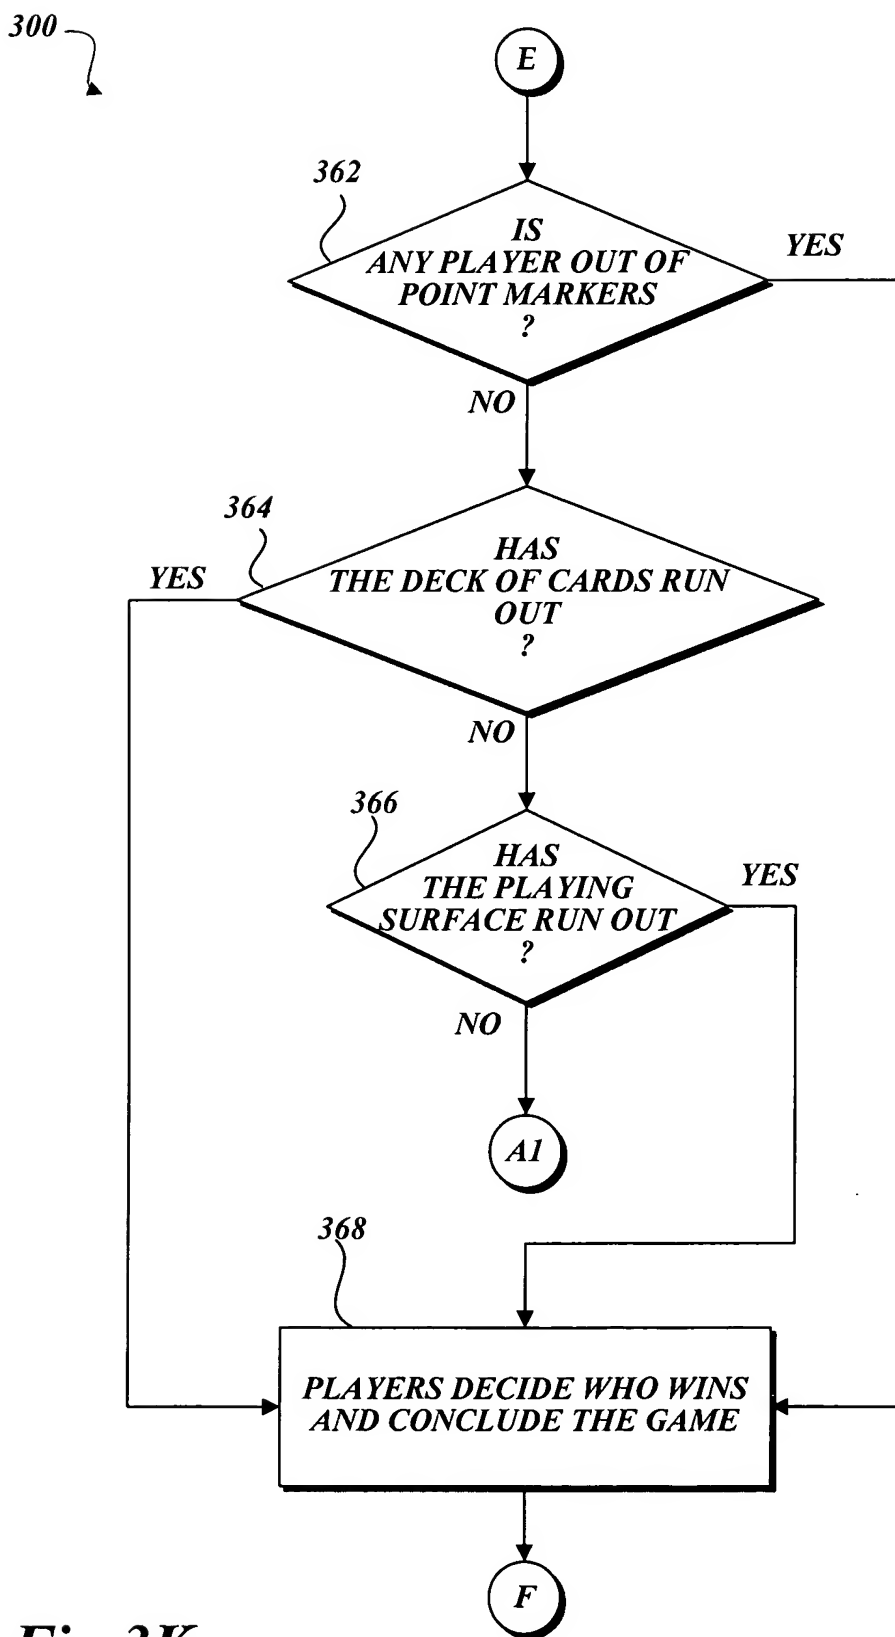 300
E
362
IS
ANY PLAYER OUT OF
POINT MARKERS
?
YES
NO
364
HAS
THE DECK OF CARDS RUN
OUT
?
YES
NO
366
HAS
THE PLAYING
SURFACE RUN OUT
?
YES
NO
A1
368
PLAYERS DECIDE WHO WINS
AND CONCLUDE THE GAME
F
Fig.3K